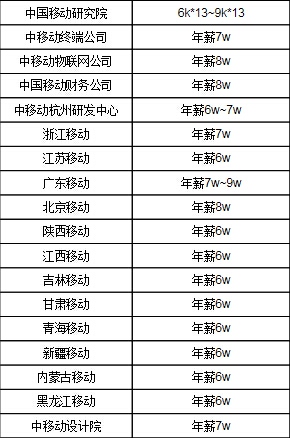 中国移动研究院 6k*13~9k*13
中移动终端公司 年薪7w
中移动物联网公司 年薪8w
中国移动财务公司 年薪8w
中移动杭州研发中心 年薪6w~7w
浙江移动 年薪7w
江苏移动 年薪6w
广东移动 年薪7w~9w
北京移动 年薪8w
陕西移动 年薪6w
江西移动 年薪6w
吉林移动 年薪6w
甘肃移动 年薪6w
青海移动 年薪6w
新疆移动 年薪6w
内蒙古移动 年薪6w
黑龙江移动 年薪6w
中移动设计院 年薪7w